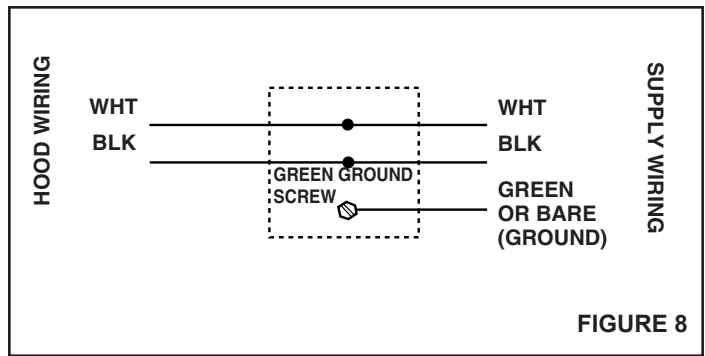 HOOD WIRING
WHT
BLK
GREEN GROUND
SCREW
WHT
BLK
GREEN
OR BARE
(GROUND)
SUPPLY WIRING
FIGURE 8